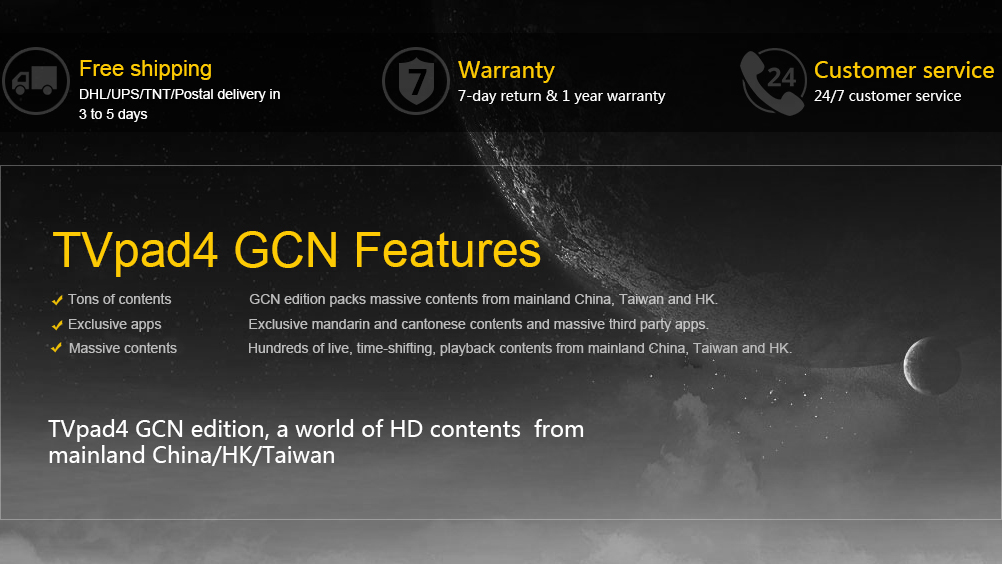 Free shipping
DHL/UPS/TNT/Postal delivery in
3 to 5 days
7
Warranty
7-day return & 1 year warranty
24
Customer service
24/7 customer service
TVpad4 GCN Features
Tons of contents GCN edition packs massive contents from mainland China, Taiwan and HK.
Exclusive apps Exclusive mandarin and cantonese contents and massive third party apps.
Massive contents Hundreds of live, time-shifting, playback contents from mainland China, Taiwan and HK.
TVpad4 GCN edition, a world of HD contents from
mainland China/HK/Taiwan